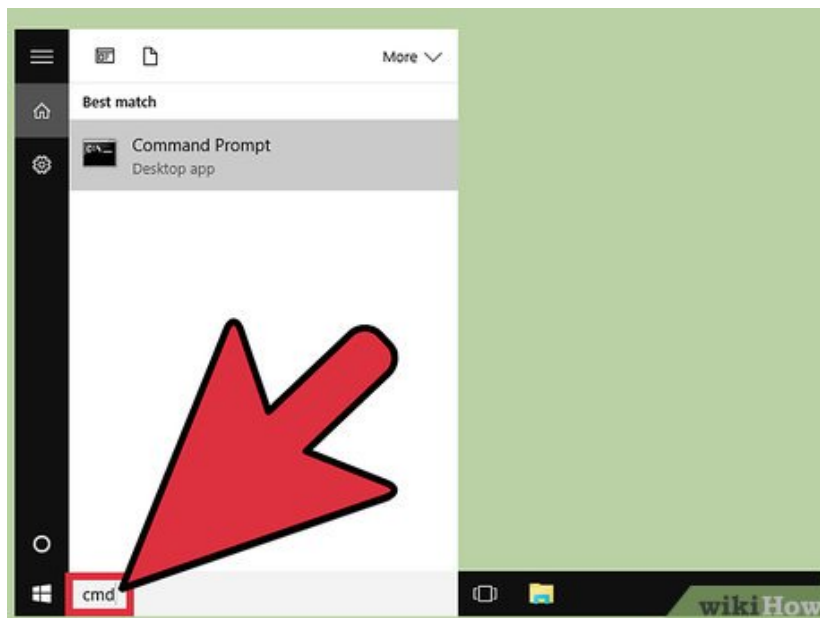 More
Best match
Command Prompt
Desktop app
cmd
wikiHow